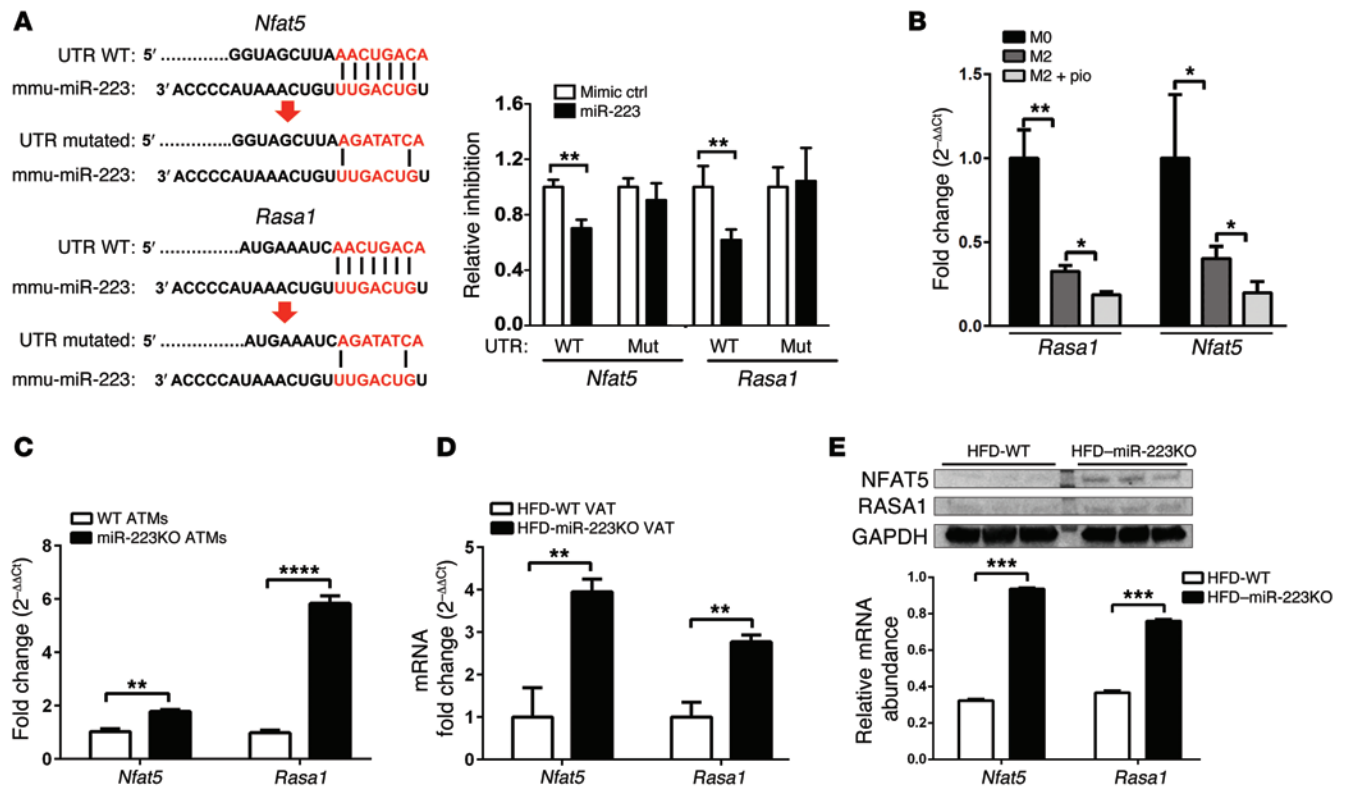 A
Nfat5
UTR WT: 5′ .............GGUAGCUUAAACUGACA
mmu-miR-223: 3′ ACCCCAUAAACUGUUUGACUGU
UTR mutated: 5′ .............GGUAGCUUAAGATATCA
mmu-miR-223: 3′ ACCCCAUAAACUGUUUGACUGU
Rasa1
UTR WT: 5′ ...............AUGAAAUCAACUGACA
mmu-miR-223: 3′ ACCCCAUAAACUGUUUGACUGU
UTR mutated: 5′ ................AUGAAAUCAGATATCA
mmu-miR-223: 3′ ACCCCAUAAACUGUUUGACUGU
Mimic ctrl
miR-223
Relative inhibition
1.6
1.2
0.8
0.4
0.0
** **
UTR: WT Mut WT Mut
Nfat5 Rasa1
B
M0
M2
M2 + pio
Fold change (2−ΔΔCt)
1.5
1.0
0.5
0.0
** * * *
Rasa1 Nfat5
C
WT ATMs
miR-223KO ATMs
Fold change (2−ΔΔCt)
8
6
4
2
0
** ****
Nfat5 Rasa1
D
HFD-WT VAT
HFD-miR-223KO VAT
mRNA
fold change (2−ΔΔCt)
5
4
3
2
1
0
** **
Nfat5 Rasa1
E
HFD-WT HFD–miR-223KO
NFAT5
RASA1
GAPDH
HFD-WT
HFD–miR-223KO
Relative mRNA
abundance
1.0
0.8
0.6
0.4
0.2
0.0
*** ***
Nfat5 Rasa1